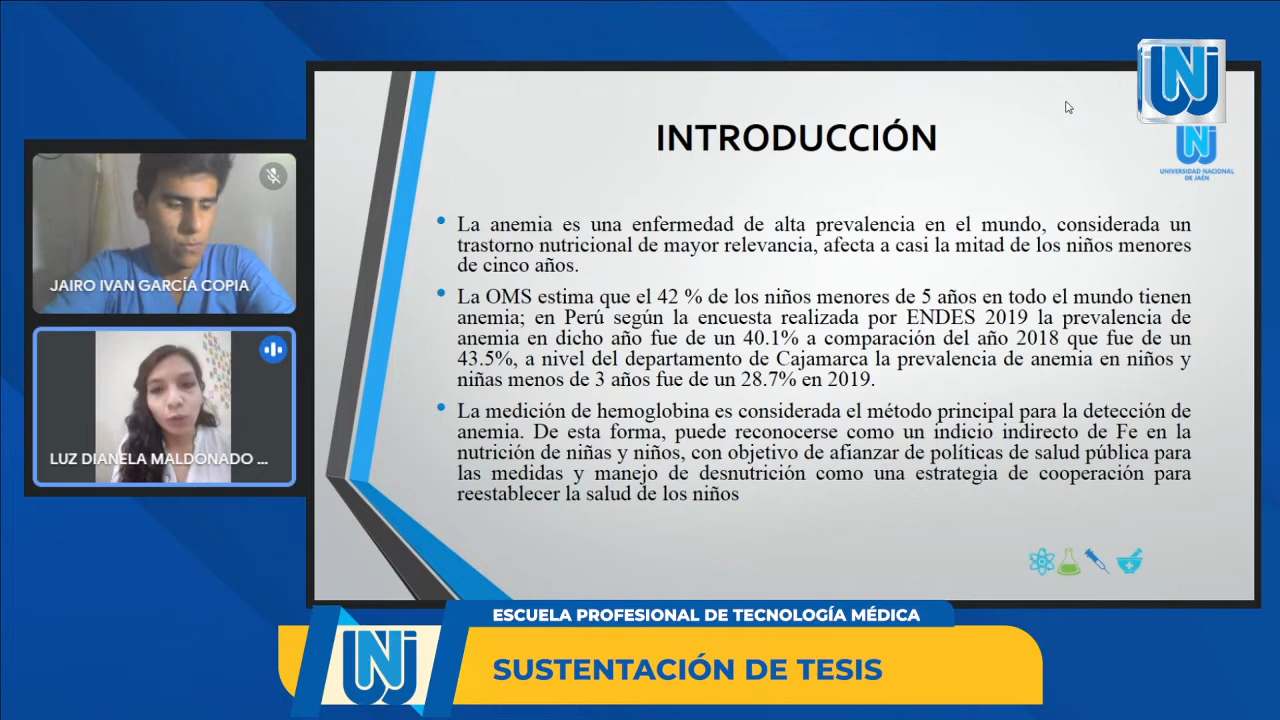 UNJ
UNIVERSIDAD NACIONAL
DE JAÉN
INTRODUCCIÓN
• La anemia es una enfermedad de alta prevalencia en el mundo, considerada un
trastorno nutricional de mayor relevancia, afecta a casi la mitad de los niños menores
de cinco años.
• La OMS estima que el 42 % de los niños menores de 5 años en todo el mundo tienen
anemia; en Perú según la encuesta realizada por ENDES 2019 la prevalencia de
anemia en dicho año fue de un 40.1% a comparación del año 2018 que fue de un
43.5%, a nivel del departamento de Cajamarca la prevalencia de anemia en niños y
niñas menos de 3 años fue de un 28.7% en 2019.
• La medición de hemoglobina es considerada el método principal para la detección de
anemia. De esta forma, puede reconocerse como un indicio indirecto de Fe en la
nutrición de niñas y niños, con objetivo de afianzar de políticas de salud pública para
las medidas y manejo de desnutrición como una estrategia de cooperación para
reestablecer la salud de los niños
JAIRO IVAN GARCÍA COPIA
LUZ DIANELA MALDONADO ...
ESCUELA PROFESIONAL DE TECNOLOGÍA MÉDICA
UNJ
SUSTENTACIÓN DE TESIS